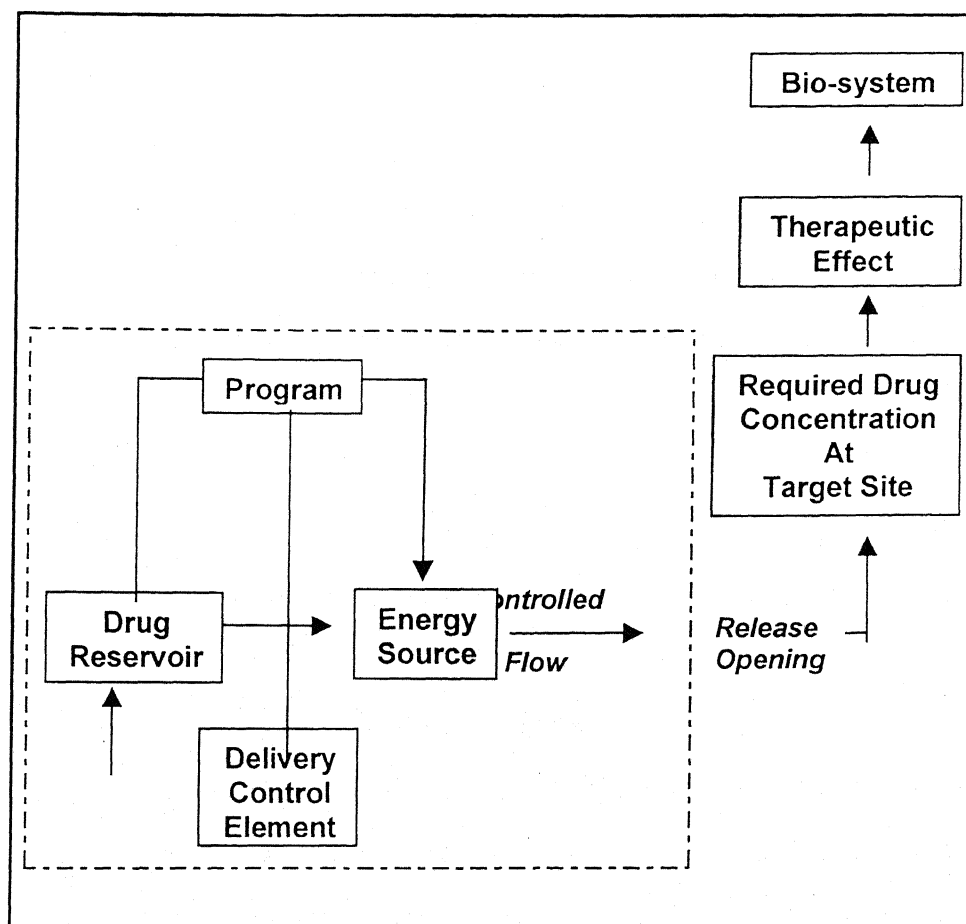 Bio-system
Therapeutic
Effect
Required Drug
Concentration
At
Target Site
Program
Drug
Reservoir
Energy
Source
ontrolled
Flow
Release
Opening
Delivery
Control
Element